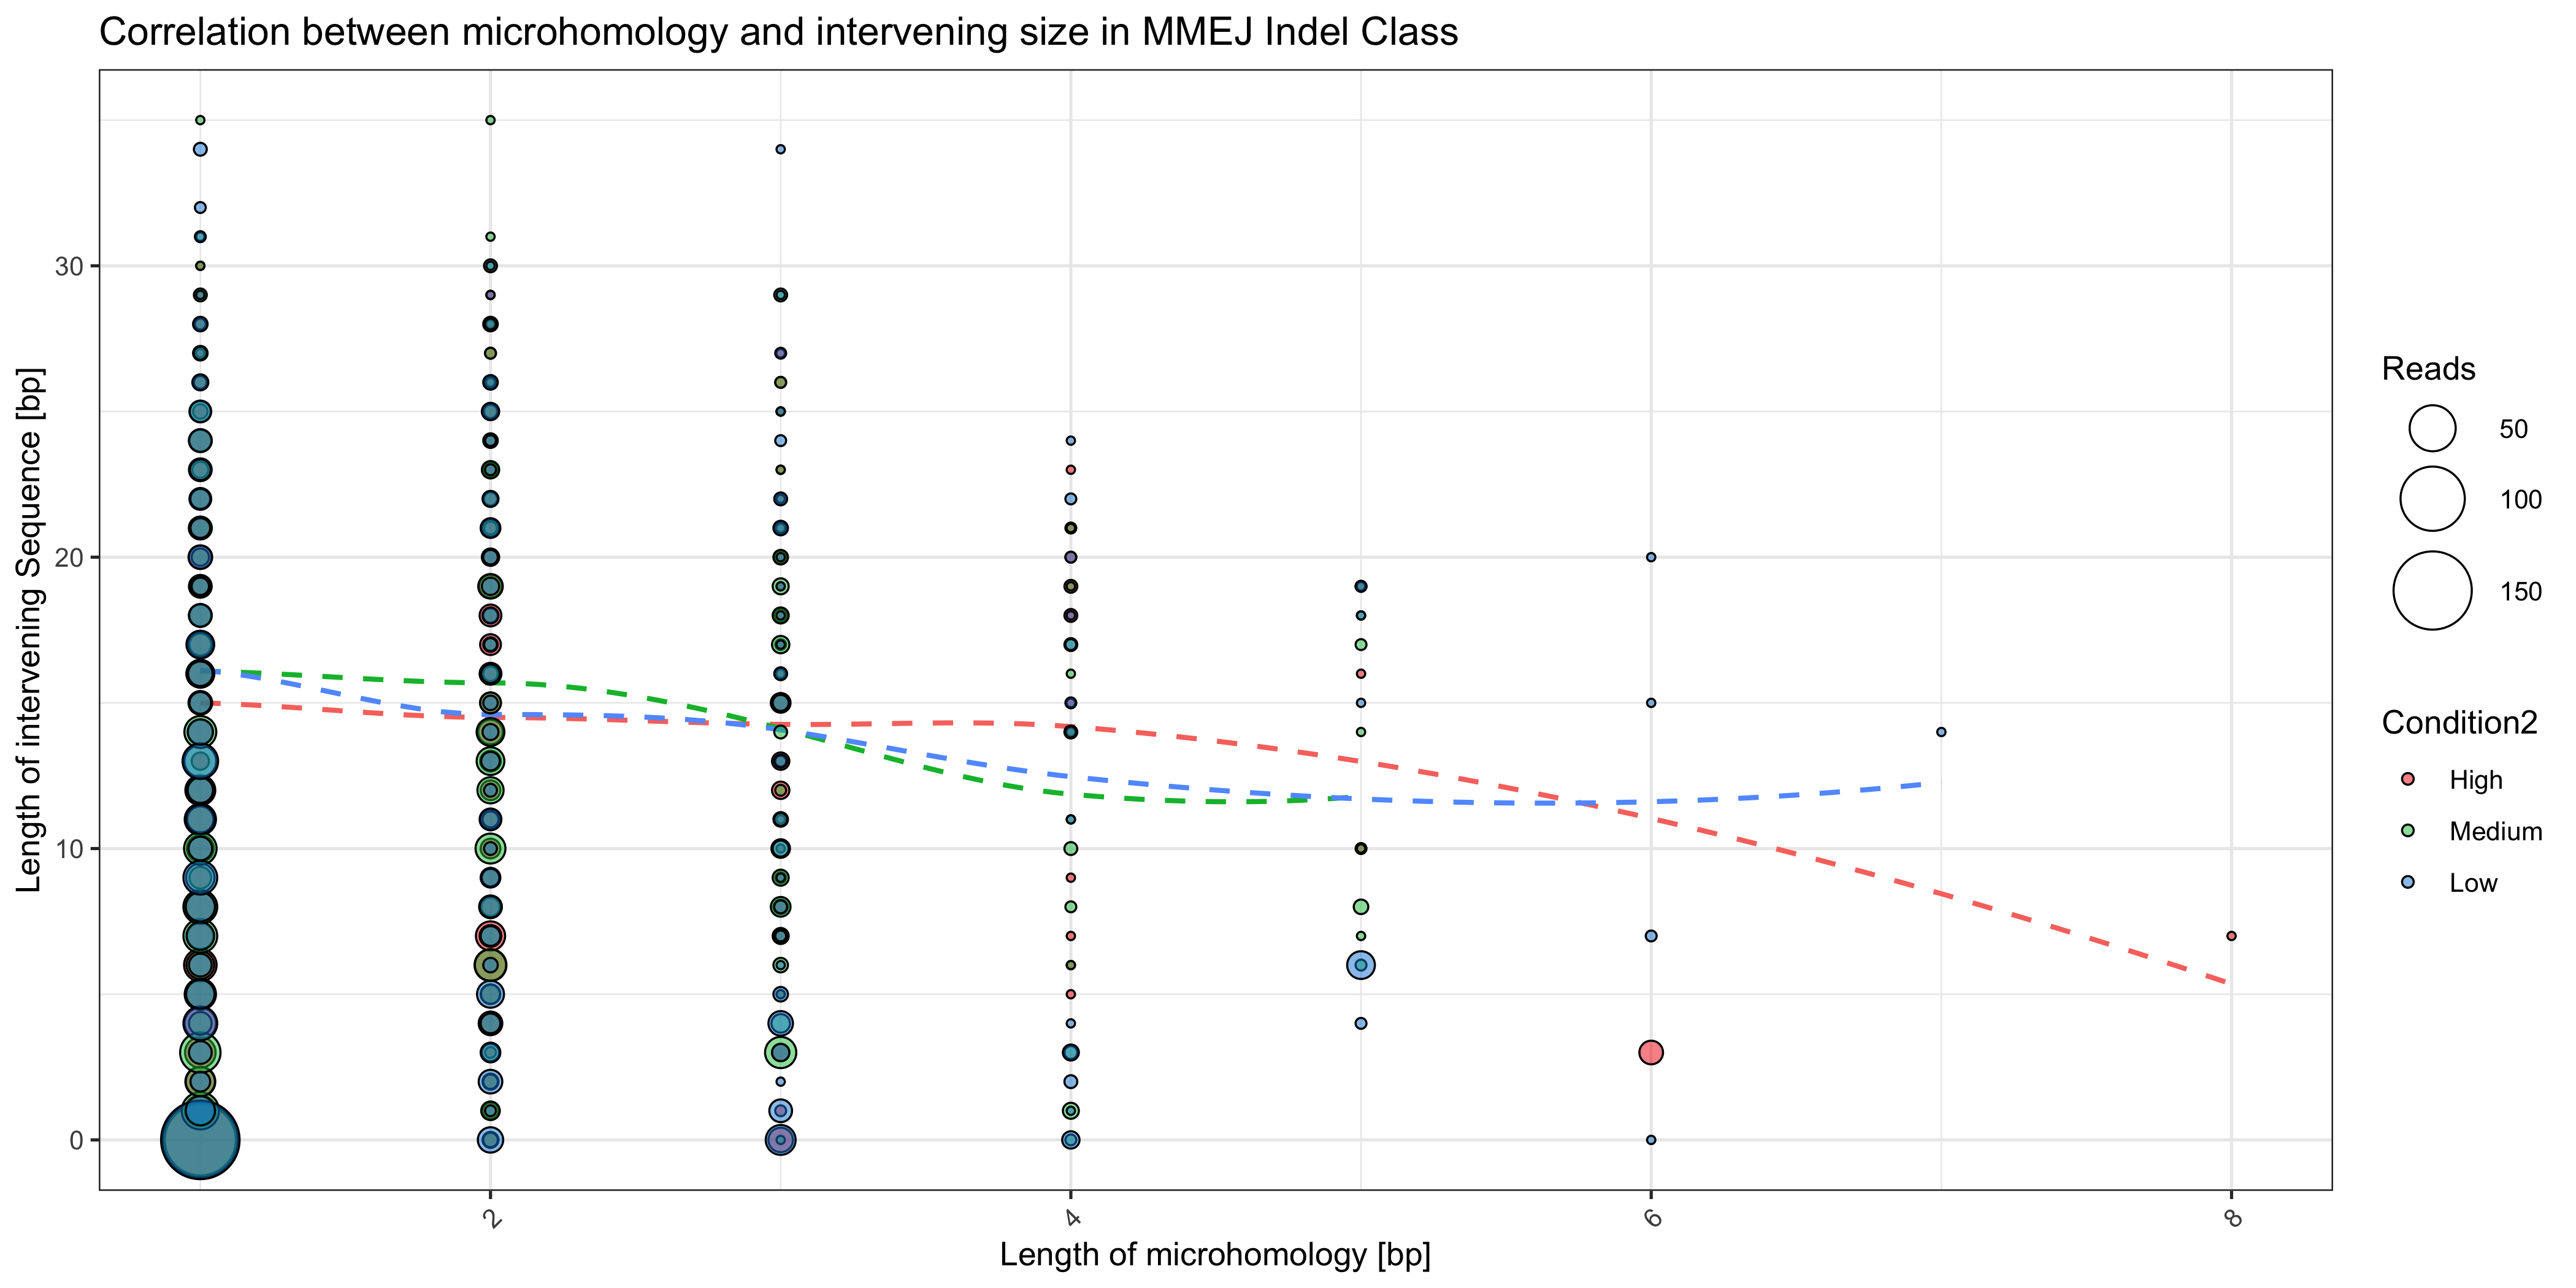 Correlation between microhomology and intervening size in MMEJ Indel Class
Length of intervening Sequence [bp]
30
20
10
0
2
4
6
8
Length of microhomology [bp]
Reads
50
100
150
Condition2
High
Medium
Low